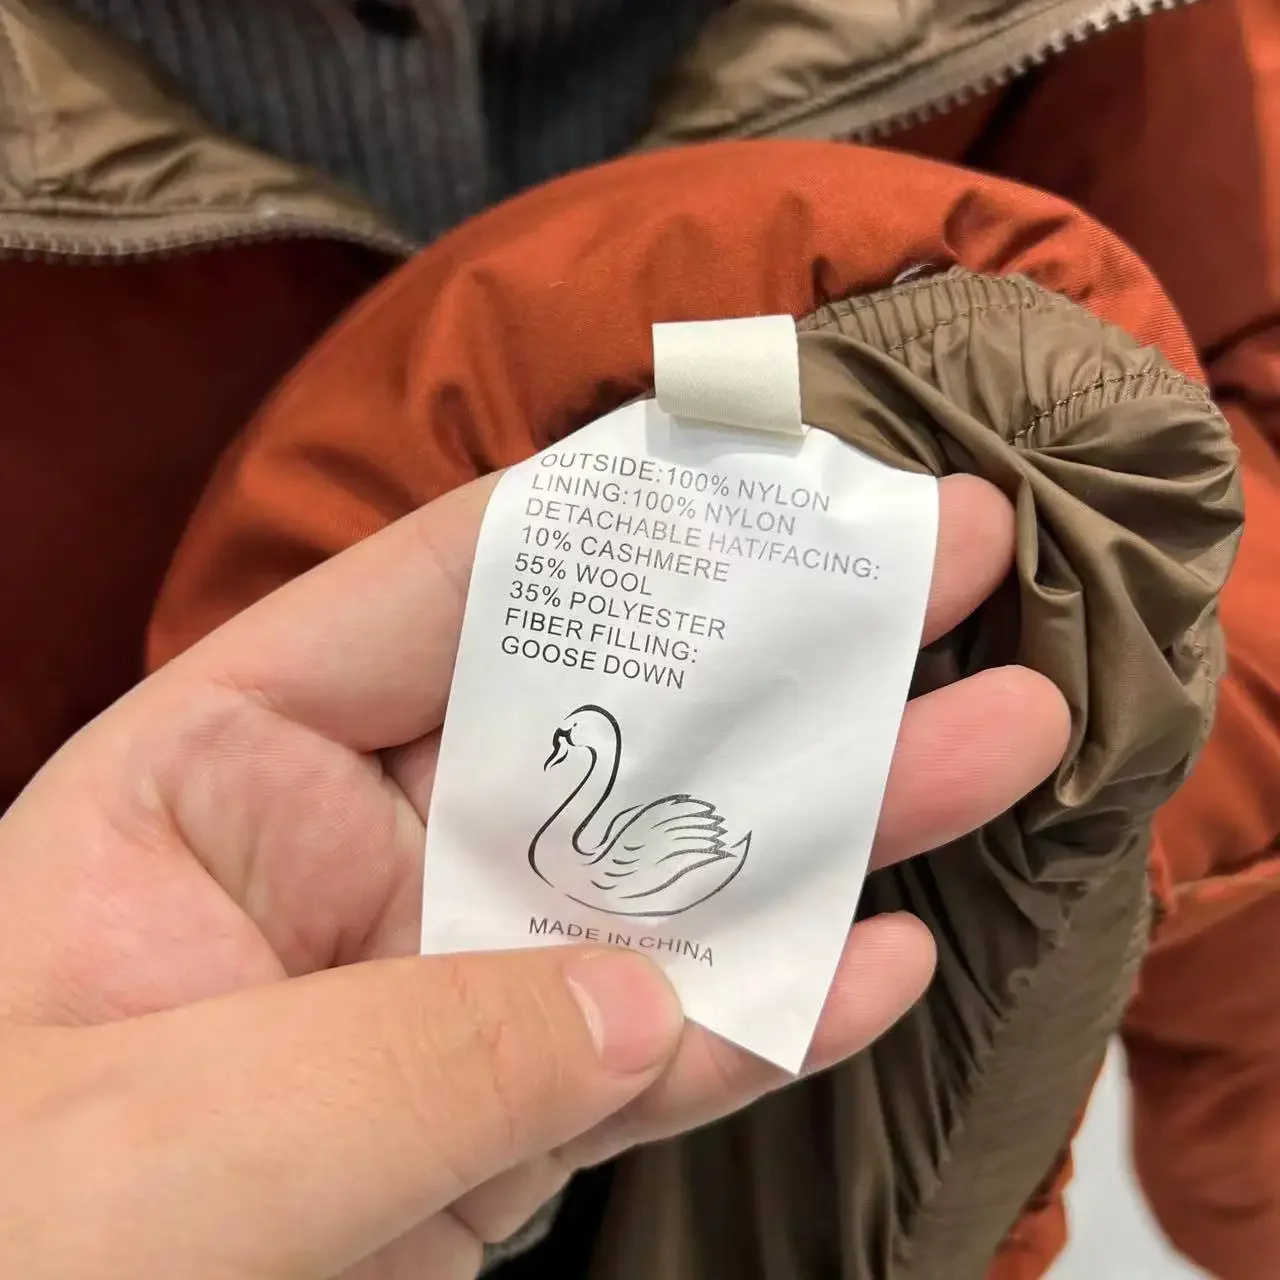 OUTSIDE:100% NYLON
LINING:100% NYLON
DETACHABLE HAT/FACING:
10% CASHMERE
55% WOOL
35% POLYESTER
FIBER FILLING:
GOOSE DOWN
MADE IN CHINA